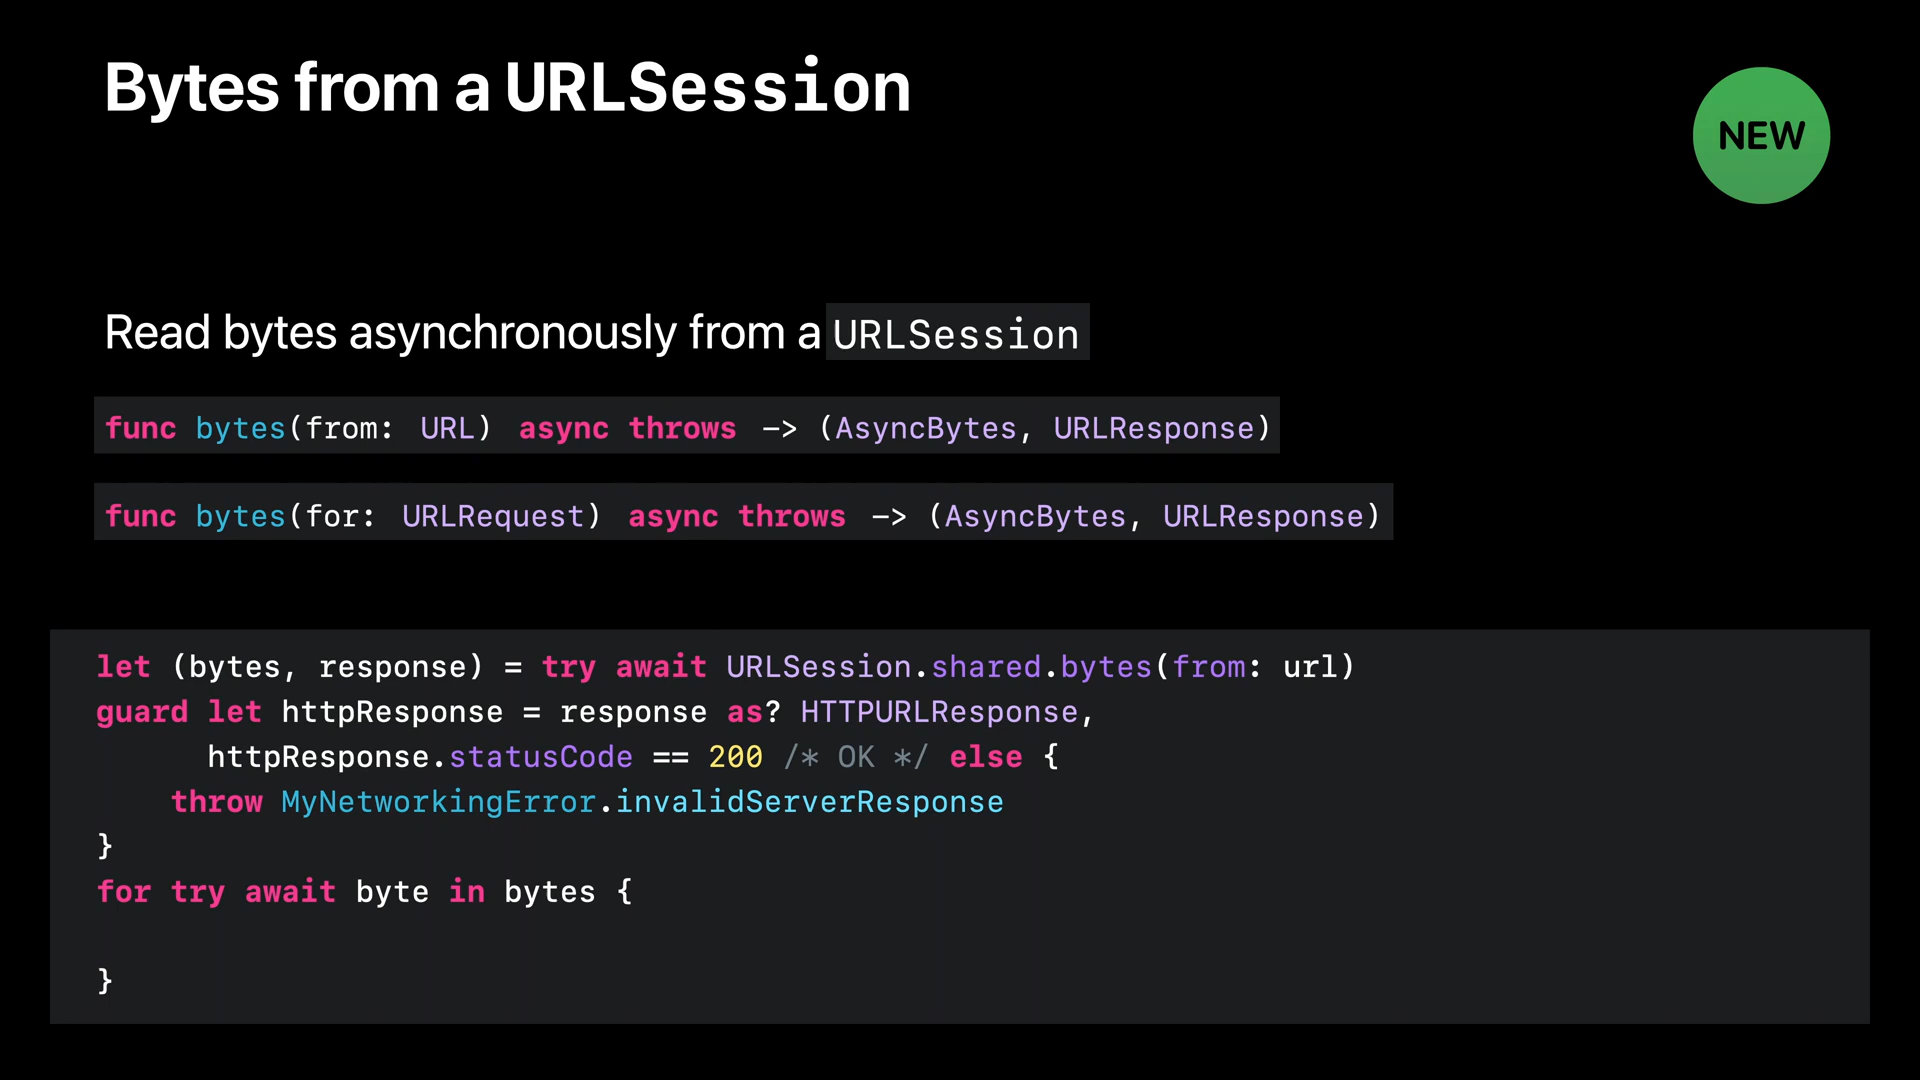 Bytes from a URLSession
NEW
Read bytes asynchronously from a URLSession
func bytes(from: URL) async throws -> (AsyncBytes, URLResponse)
func bytes(for: URLRequest) async throws -> (AsyncBytes, URLResponse)
let (bytes, response) = try await URLSession.shared.bytes(from: url)
guard let httpResponse = response as? HTTPURLResponse,
      httpResponse.statusCode == 200 /* OK */ else {
    throw MyNetworkingError.invalidServerResponse
}
for try await byte in bytes {
}